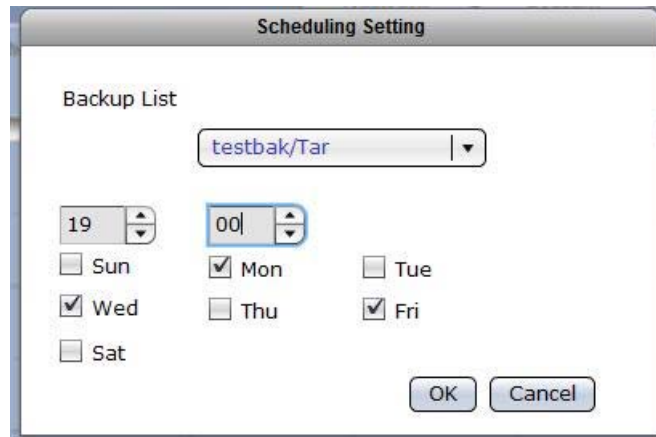 Scheduling Setting
Backup List
testbak/Tar
19 00
Sun Mon Tue
Wed Thu Fri
Sat
OK Cancel